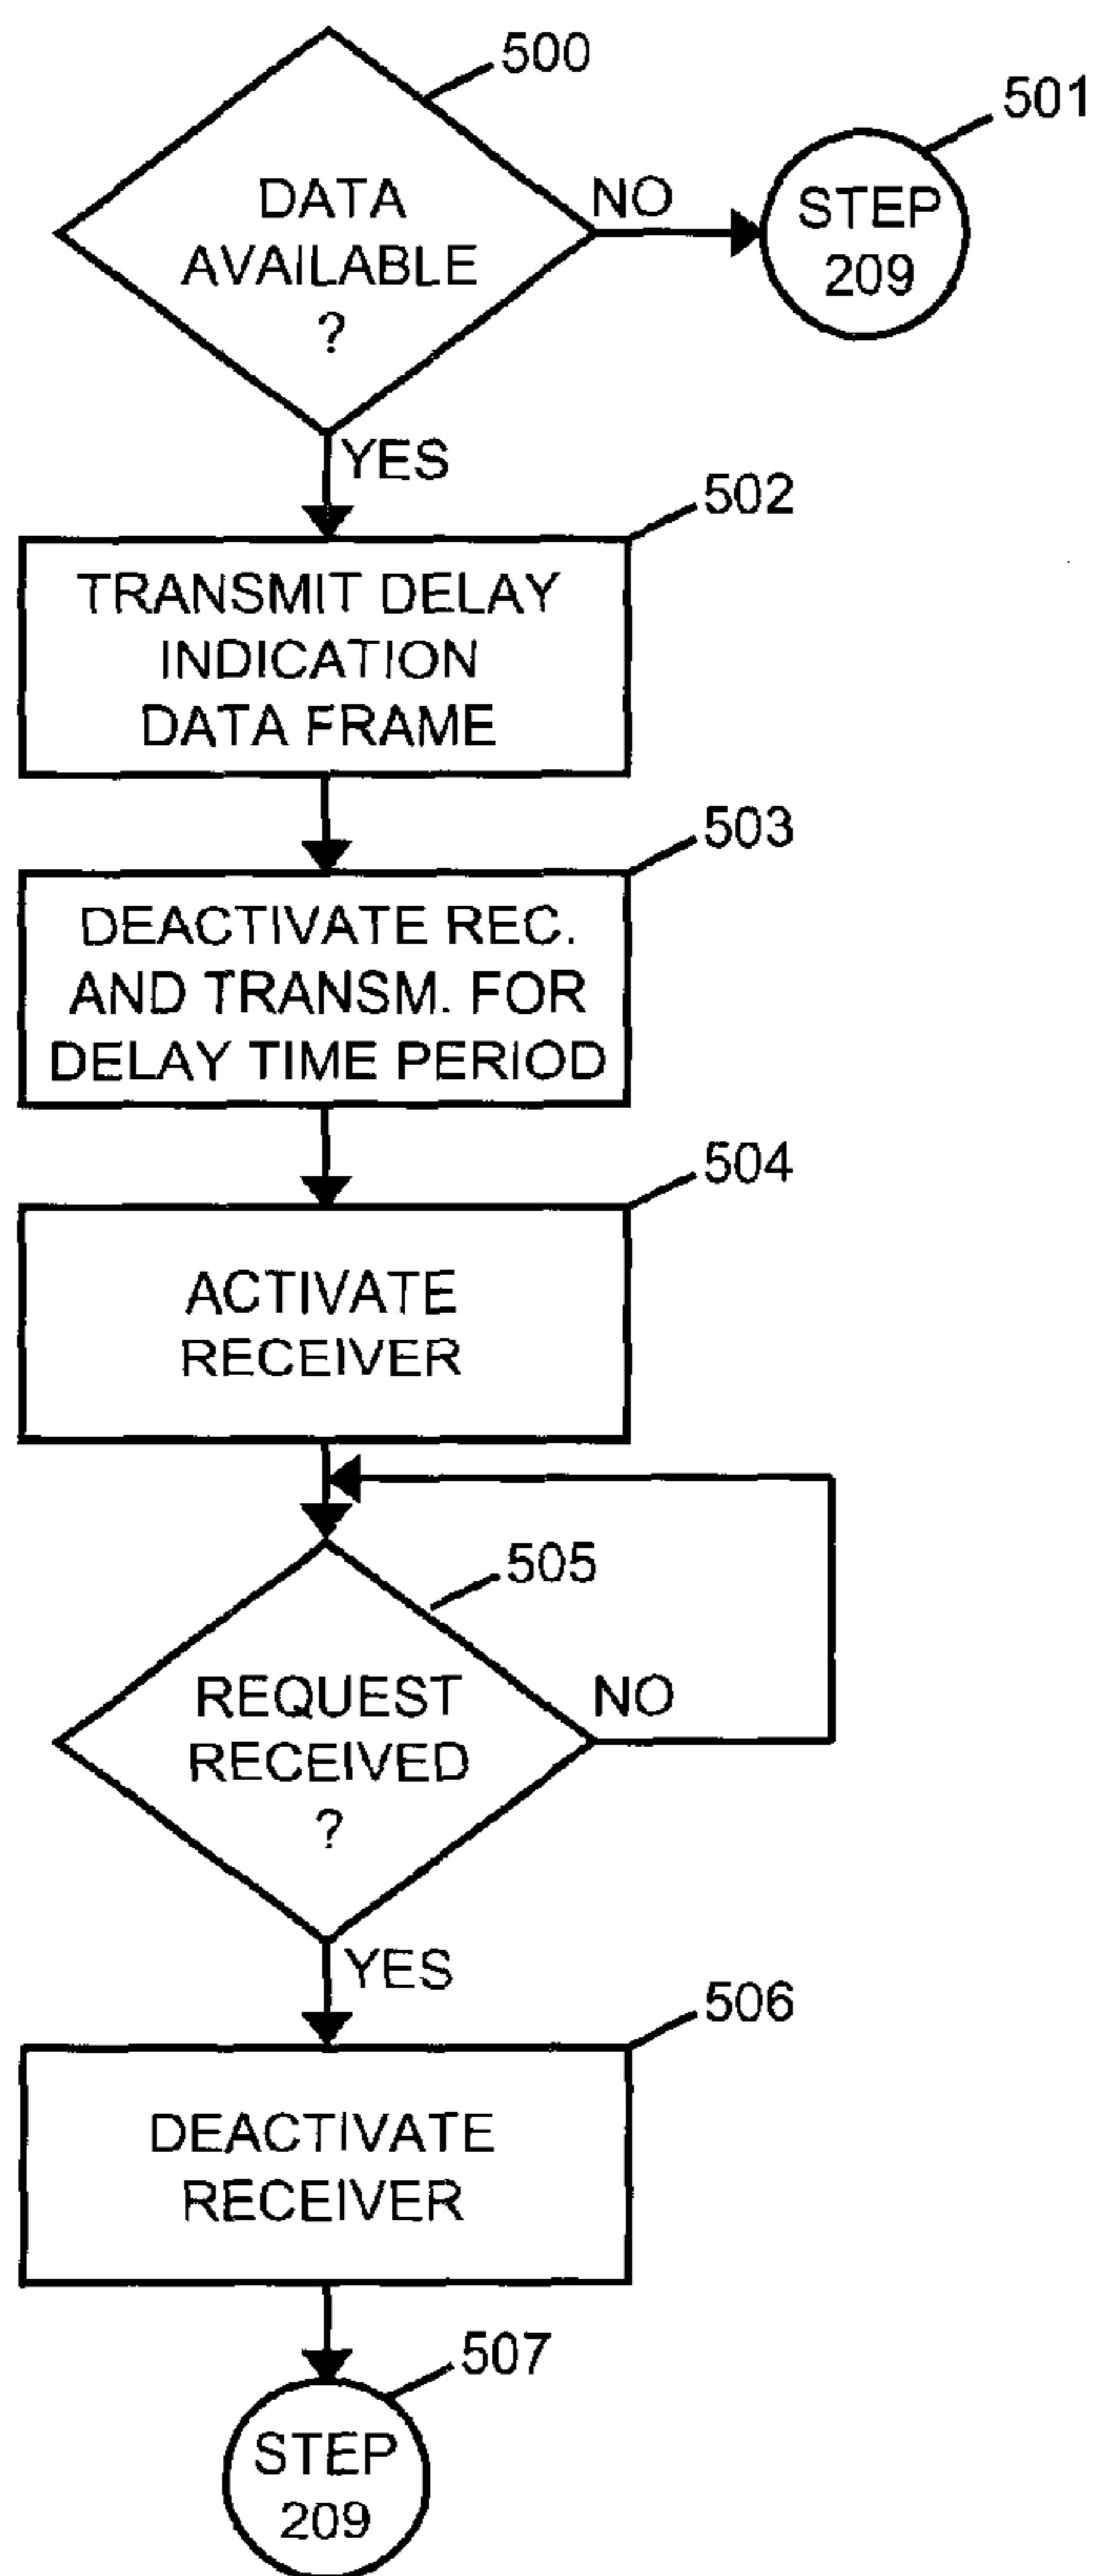 500
501
DATA
AVAILABLE
?
NO
STEP
209
YES
502
TRANSMIT DELAY
INDICATION
DATA FRAME
503
DEACTIVATE REC.
AND TRANSM. FOR
DELAY TIME PERIOD
504
ACTIVATE
RECEIVER
505
REQUEST
RECEIVED
?
NO
YES
506
DEACTIVATE
RECEIVER
507
STEP
209